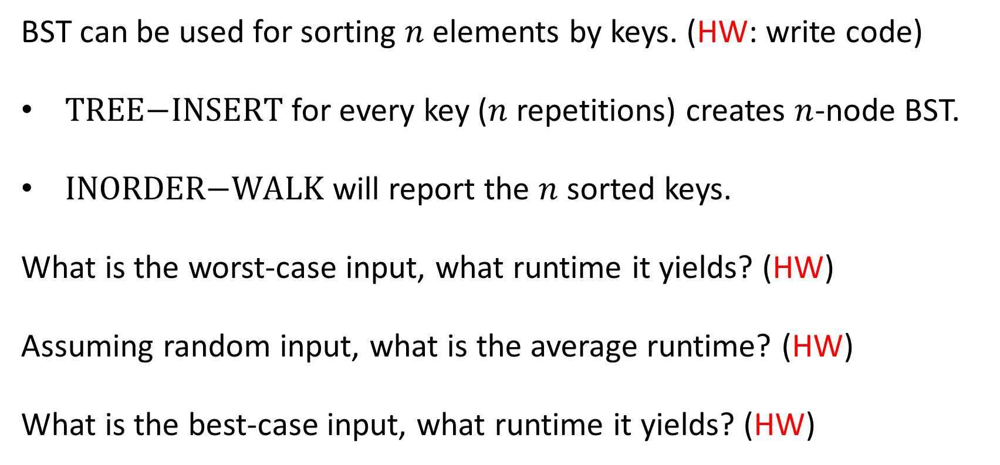 BST can be used for sorting n elements by keys. (HW: write code)
• TREE−INSERT for every key (n repetitions) creates n-node BST.
• INORDER−WALK will report the n sorted keys.
What is the worst-case input, what runtime it yields? (HW)
Assuming random input, what is the average runtime? (HW)
What is the best-case input, what runtime it yields? (HW)